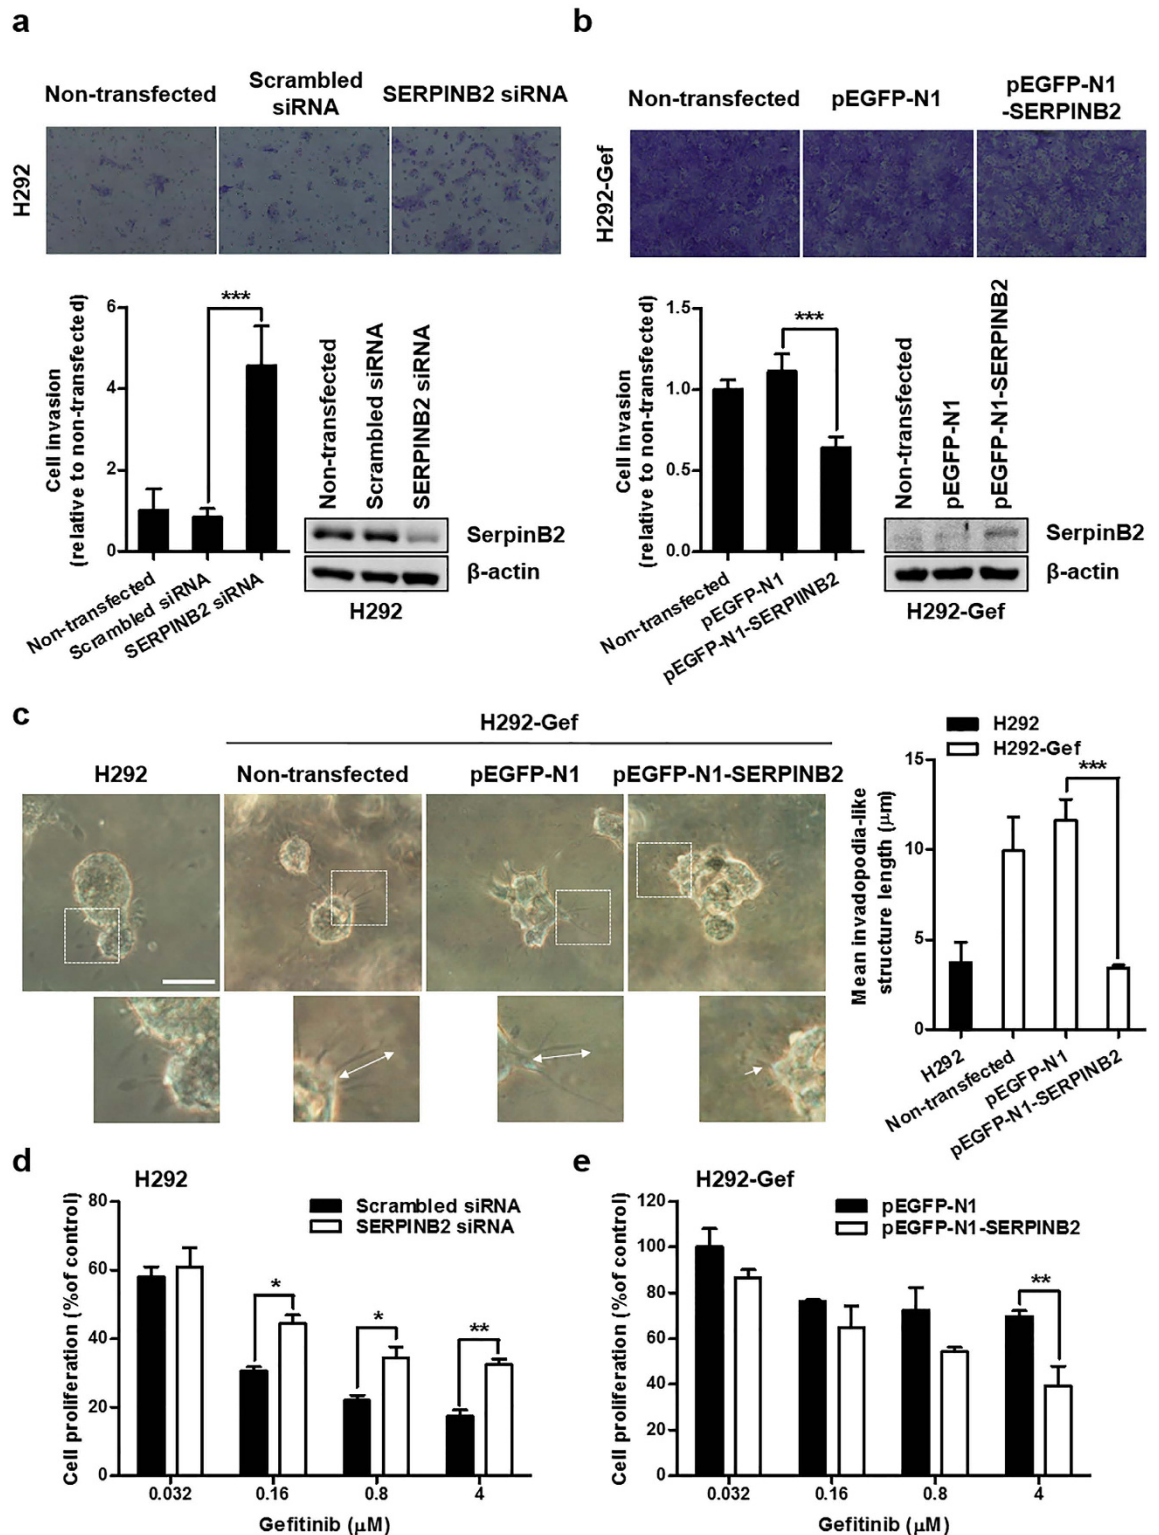 a
Non-transfected
Scrambled
siRNA
SERPINB2 siRNA
H292
Cell invasion
(relative to non-transfected)
6
4
2
0
***
Non-transfected
Scrambled siRNA
SERPINB2 siRNA
Non-transfected
Scrambled siRNA
SERPINB2 siRNA
SerpinB2
β-actin
H292
b
Non-transfected
pEGFP-N1
pEGFP-N1
-SERPINB2
H292-Gef
Cell invasion
(relative to non-transfected)
1.5
1.0
0.5
0.0
***
Non-transfected
pEGFP-N1
pEGFP-N1-SERPIINB2
Non-transfected
pEGFP-N1
pEGFP-N1-SERPINB2
SerpinB2
β-actin
H292-Gef
c
H292-Gef
H292
Non-transfected
pEGFP-N1
pEGFP-N1-SERPINB2
H292
H292-Gef
Mean invadopodia-like
structure length (μm)
15
10
5
0
***
H292
Non-transfected
pEGFP-N1
pEGFP-N1-SERPINB2
d
H292
Scrambled siRNA
SERPINB2 siRNA
Cell proliferation (%of control)
80
60
40
20
0
*
*
**
0.032
0.16
0.8
4
Gefitinib (μM)
e
H292-Gef
pEGFP-N1
pEGFP-N1-SERPINB2
Cell proliferation (%of control)
120
100
80
60
40
20
0
**
0.032
0.16
0.8
4
Gefitinib (μM)